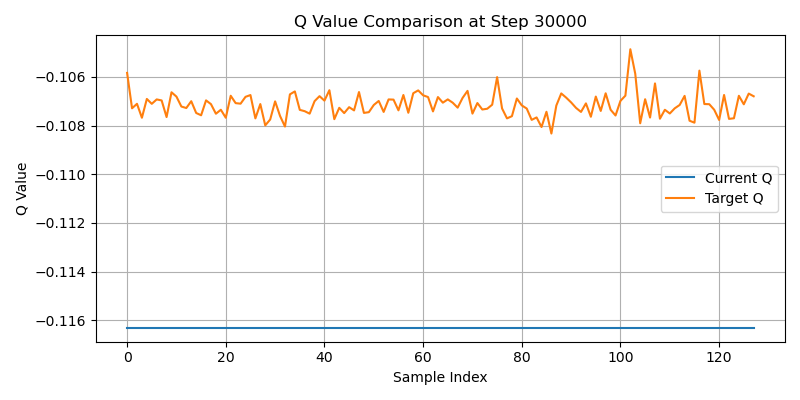 Q Value Comparison at Step 30000
−0.106
−0.108
−0.110
−0.112
−0.114
−0.116
Q Value
Current Q
Target Q
0 20 40 60 80 100 120
Sample Index